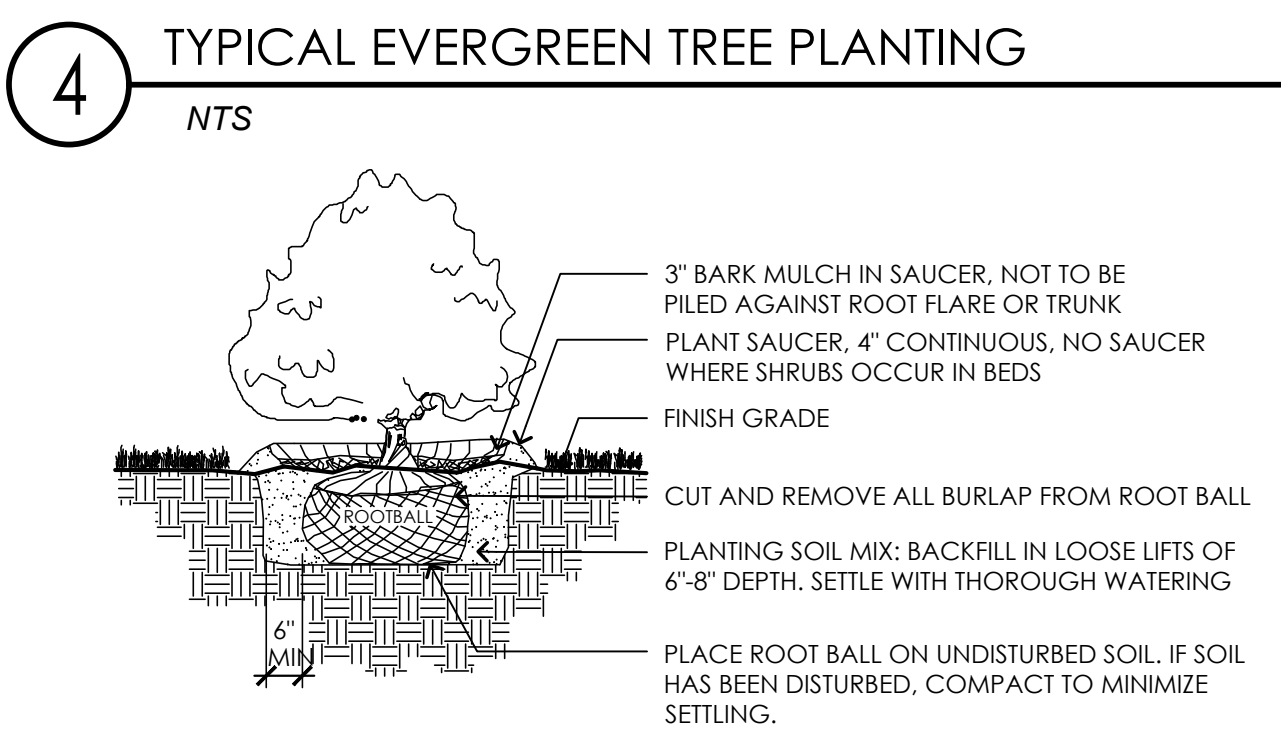 4
TYPICAL EVERGREEN TREE PLANTING
NTS
3" BARK MULCH IN SAUCER, NOT TO BE
PILED AGAINST ROOT FLARE OR TRUNK
PLANT SAUCER, 4" CONTINUOUS, NO SAUCER
WHERE SHRUBS OCCUR IN BEDS
FINISH GRADE
CUT AND REMOVE ALL BURLAP FROM ROOT BALL
ROOTBALL
PLANTING SOIL MIX: BACKFILL IN LOOSE LIFTS OF
6"-8" DEPTH. SETTLE WITH THOROUGH WATERING
6"
MIN
PLACE ROOT BALL ON UNDISTURBED SOIL. IF SOIL
HAS BEEN DISTURBED, COMPACT TO MINIMIZE
SETTLING.